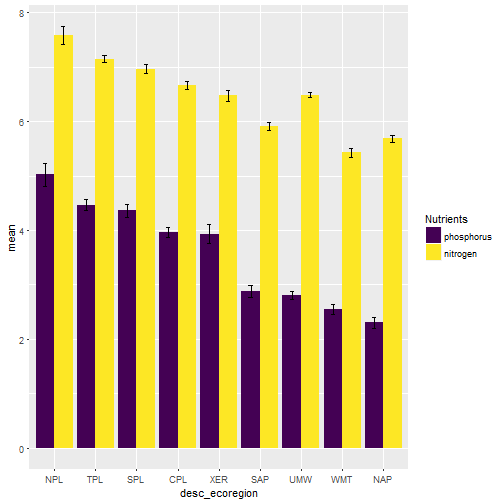 8
6
4
2
0
mean
NPL TPL SPL CPL XER SAP UMW WMT NAP
desc_ecoregion
Nutrients
phosphorus
nitrogen